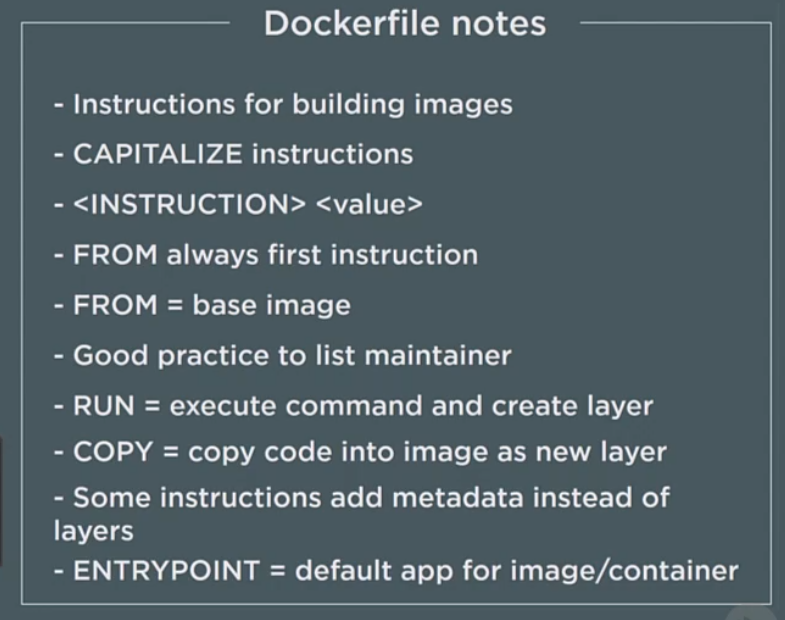 Dockerfile notes
- Instructions for building images
- CAPITALIZE instructions
- <INSTRUCTION> <value>
- FROM always first instruction
- FROM = base image
- Good practice to list maintainer
- RUN = execute command and create layer
- COPY = copy code into image as new layer
- Some instructions add metadata instead of
layers
- ENTRYPOINT = default app for image/container